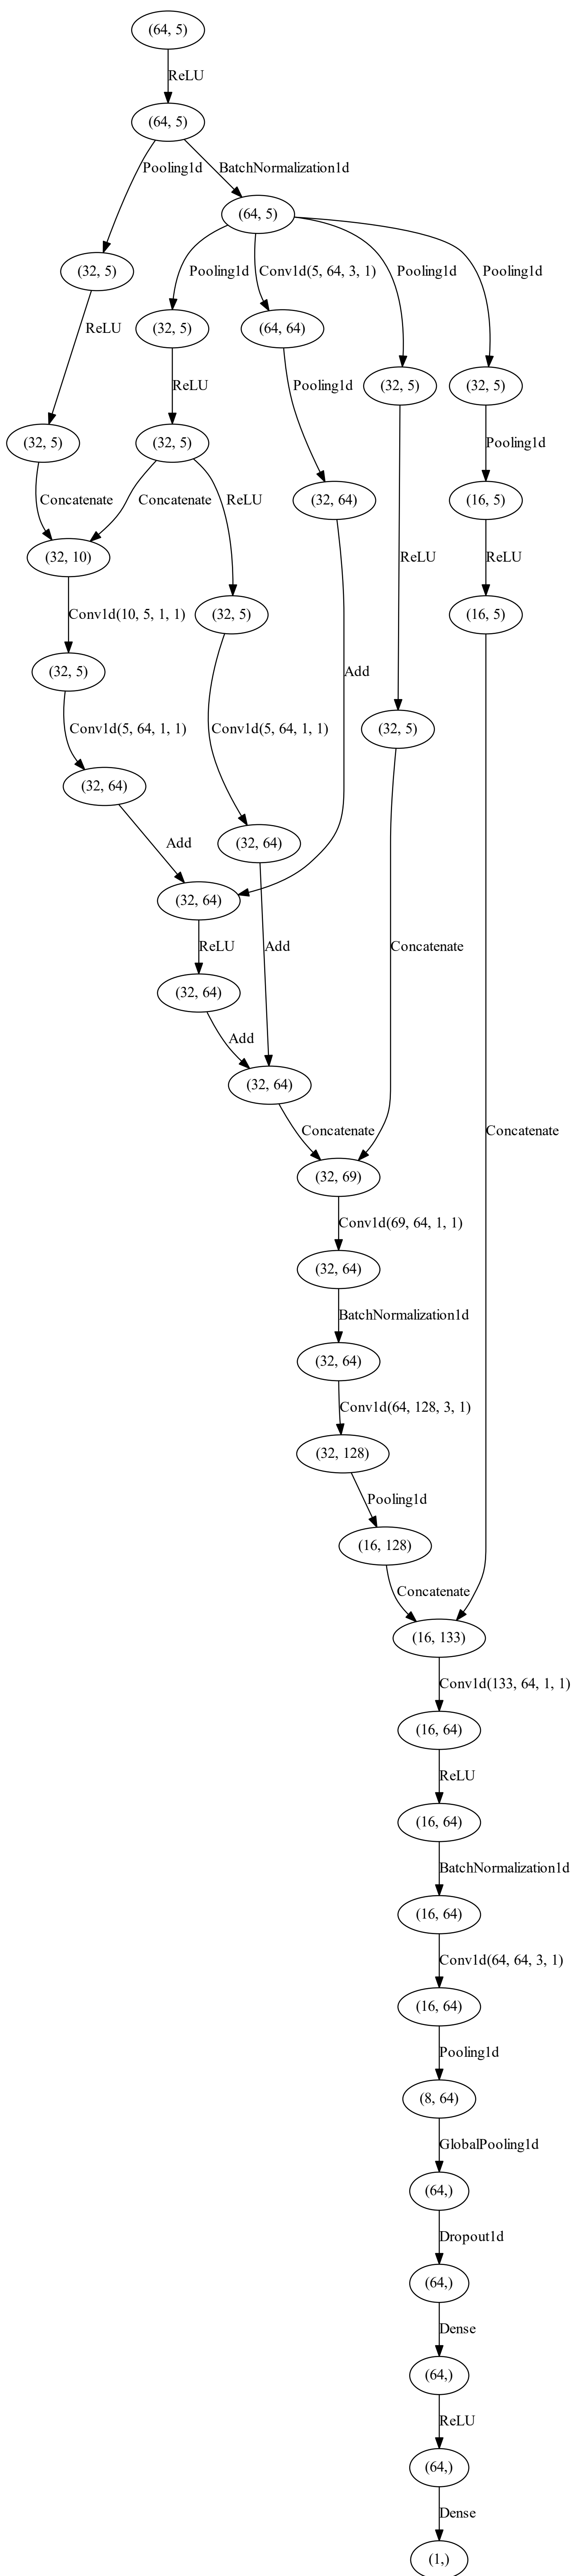 (64, 5)
ReLU
(64, 5)
Pooling1d
BatchNormalization1d
(64, 5)
(32, 5)
Pooling1d
Conv1d(5, 64, 3, 1)
Pooling1d
Pooling1d
ReLU
(32, 5)
(64, 64)
ReLU
Pooling1d
(32, 5)
(32, 5)
(32, 5)
(32, 5)
Pooling1d
Concatenate
Concatenate
ReLU
(32, 64)
(16, 5)
(32, 10)
ReLU
ReLU
Conv1d(10, 5, 1, 1)
(32, 5)
(16, 5)
(32, 5)
Add
Conv1d(5, 64, 1, 1)
Conv1d(5, 64, 1, 1)
(32, 5)
(32, 64)
Add
(32, 64)
(32, 64)
ReLU
Add
Concatenate
(32, 64)
Add
(32, 64)
Concatenate
Concatenate
(32, 69)
Conv1d(69, 64, 1, 1)
(32, 64)
BatchNormalization1d
(32, 64)
Conv1d(64, 128, 3, 1)
(32, 128)
Pooling1d
(16, 128)
Concatenate
(16, 133)
Conv1d(133, 64, 1, 1)
(16, 64)
ReLU
(16, 64)
BatchNormalization1d
(16, 64)
Conv1d(64, 64, 3, 1)
(16, 64)
Pooling1d
(8, 64)
GlobalPooling1d
(64,)
Dropout1d
(64,)
Dense
(64,)
ReLU
(64,)
Dense
(1,)